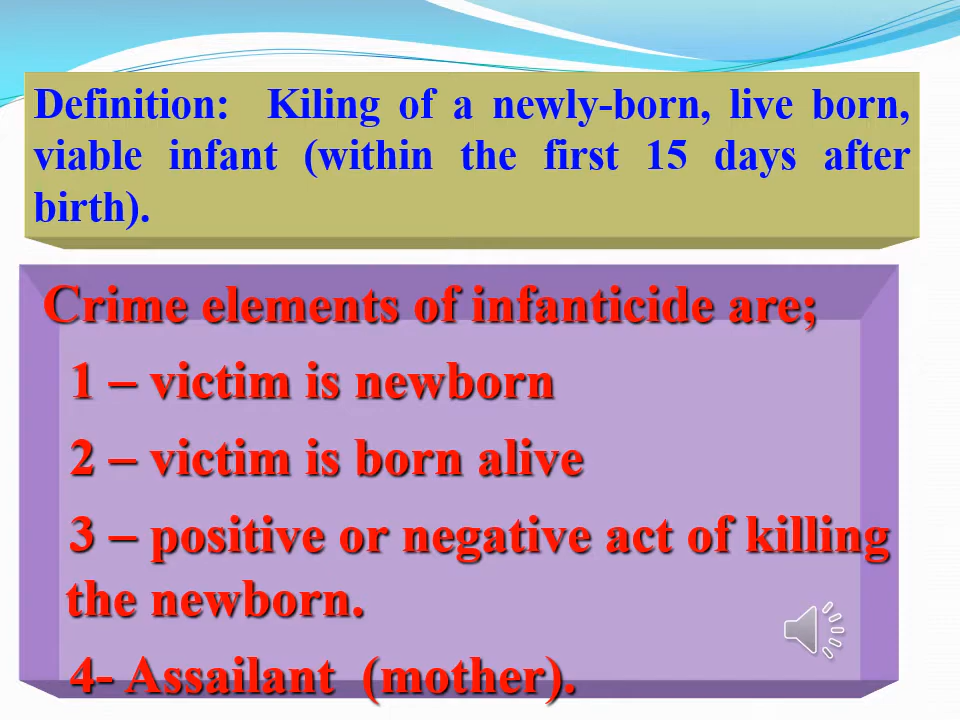 Definition: Kiling of a newly-born, live born,
viable infant (within the first 15 days after
birth).
Crime elements of infanticide are;
1 – victim is newborn
2 – victim is born alive
3 – positive or negative act of killing
the newborn.
4- Assailant (mother).